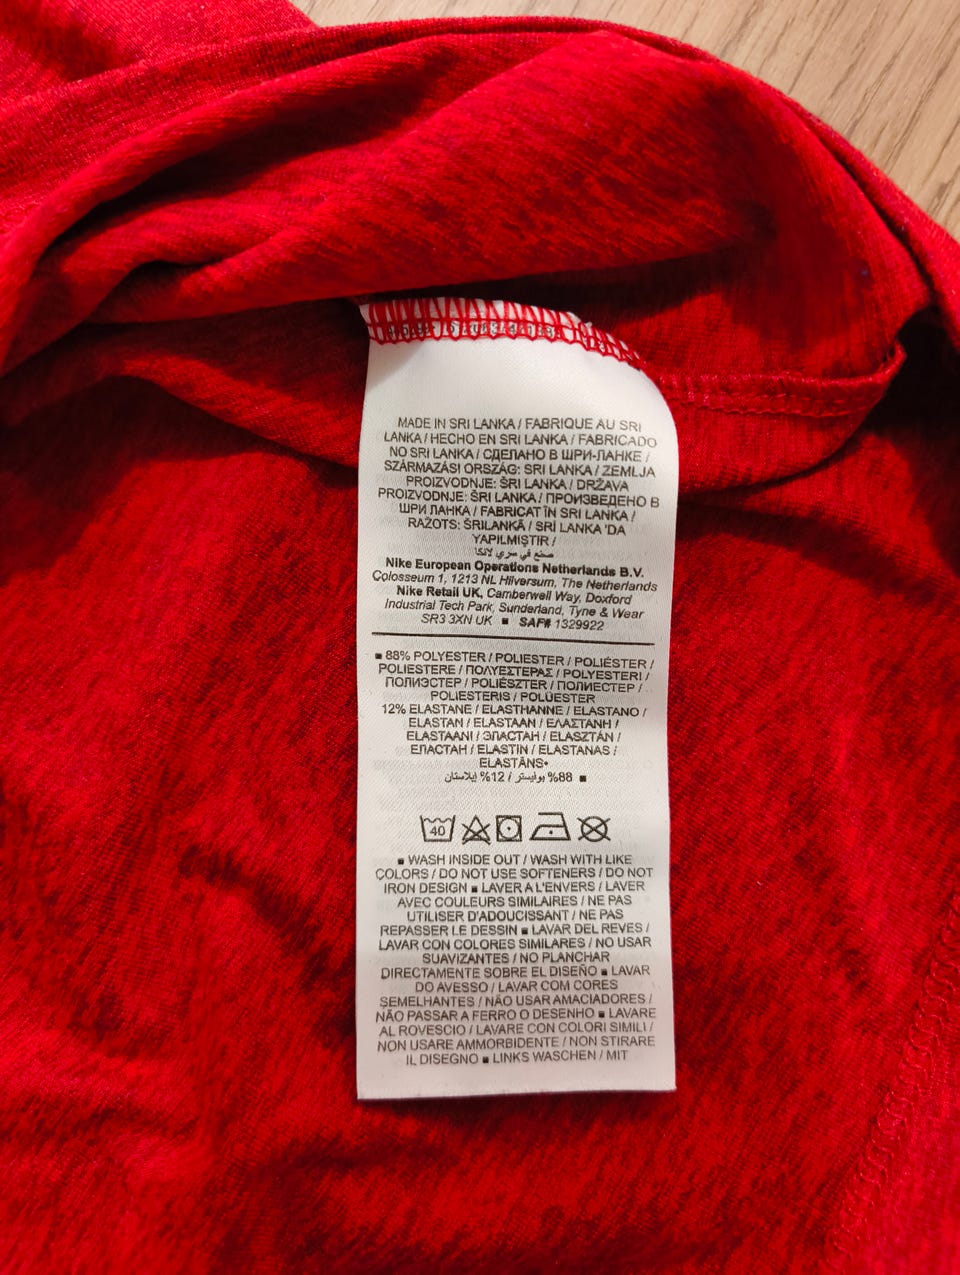 MADE IN SRI LANKA / FABRIQUE AU SRI
LANKA / HECHO EN SRI LANKA / FABRICADO
NO SRI LANKA / СДЕЛАНО В ШРИ-ЛАНКЕ /
SZÁRMAZÁSI ORSZÁG: SRI LANKA / ZEMLJA
PROIZVODNJE: ŠRI LANKA / DRŽAVA
PROIZVODNJE: ŠRI LANKA / ПРОИЗВЕДЕНО В
ШРИ ЛАНКА / FABRICAT ÎN SRI LANKA /
RAŽOTS: ŠRILANKĀ / SRİ LANKA 'DA
YAPILMIŞTIR /
صنع في سري لانكا
Nike European Operations Netherlands B.V.
Colosseum 1, 1213 NL Hilversum, The Netherlands
Nike Retail UK, Camberwell Way, Doxford
Industrial Tech Park, Sunderland, Tyne & Wear
SR3 3XN UK ▪ SAF# 1329922
▪ 88% POLYESTER / POLIESTER / POLIÉSTER /
POLIESTERE / ΠΟΛΥΕΣΤΕΡΑΣ / POLYESTERI /
ПОЛИЭСТЕР / POLIÉSZTER / ПОЛИЕСТЕР /
POLIESTERIS / POLÜESTER
12% ELASTANE / ELASTHANNE / ELASTANO /
ELASTAN / ELASTAAN / ΕΛΑΣΤΑΝΗ /
ELASTAANI / ЭЛАСТАН / ELASZTÁN /
ЕЛАСТАН / ELASTIN / ELASTANAS /
ELASTĀNS•
88% بوليستر / 12% إيلاستان ▪
40
▪ WASH INSIDE OUT / WASH WITH LIKE
COLORS / DO NOT USE SOFTENERS / DO NOT
IRON DESIGN ▪ LAVER A L'ENVERS / LAVER
AVEC COULEURS SIMILAIRES / NE PAS
UTILISER D'ADOUCISSANT / NE PAS
REPASSER LE DESSIN ▪ LAVAR DEL REVES /
LAVAR CON COLORES SIMILARES / NO USAR
SUAVIZANTES / NO PLANCHAR
DIRECTAMENTE SOBRE EL DISEÑO ▪ LAVAR
DO AVESSO / LAVAR COM CORES
SEMELHANTES / NÃO USAR AMACIADORES /
NÃO PASSAR A FERRO O DESENHO ▪ LAVARE
AL ROVESCIO / LAVARE CON COLORI SIMILI /
NON USARE AMMORBIDENTE / NON STIRARE
IL DISEGNO ▪ LINKS WASCHEN / MIT